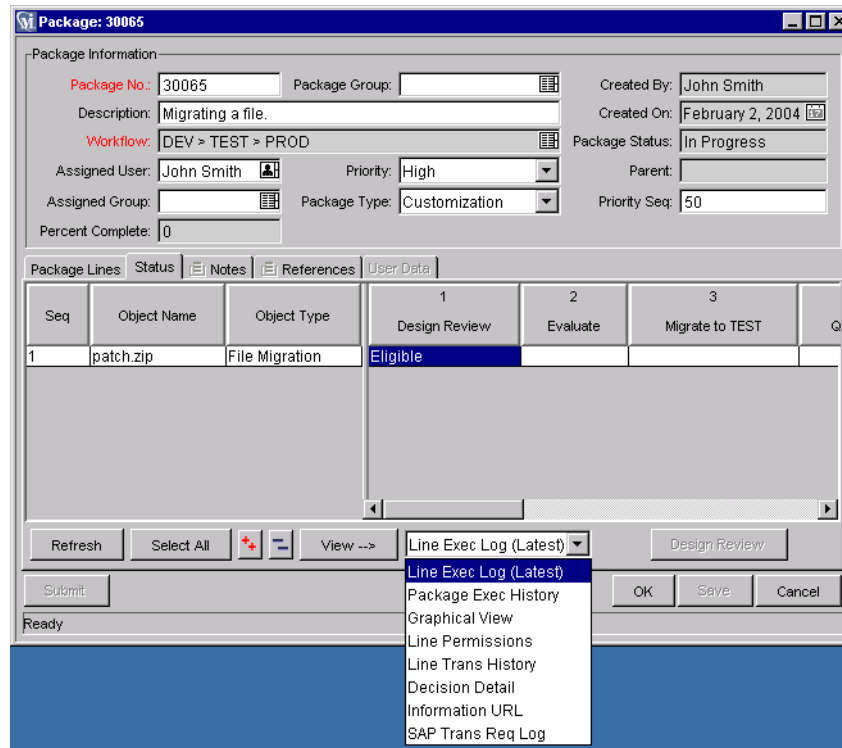 Package: 30065
Package Information
Package No.: 30065 Package Group: Created By: John Smith
Description: Migrating a file. Created On: February 2, 2004
Workflow: DEV > TEST > PROD Package Status: In Progress
Assigned User: John Smith Priority: High Parent:
Assigned Group: Package Type: Customization Priority Seq: 50
Percent Complete: 0
Package Lines Status Notes References User Data
Seq Object Name Object Type 1 Design Review 2 Evaluate 3 Migrate to TEST Q
1 patch.zip File Migration Eligible
Refresh Select All View --> Line Exec Log (Latest) Design Review
Line Exec Log (Latest)
Submit OK Save Cancel
Package Exec History
Graphical View
Ready
Line Permissions
Line Trans History
Decision Detail
Information URL
SAP Trans Req Log